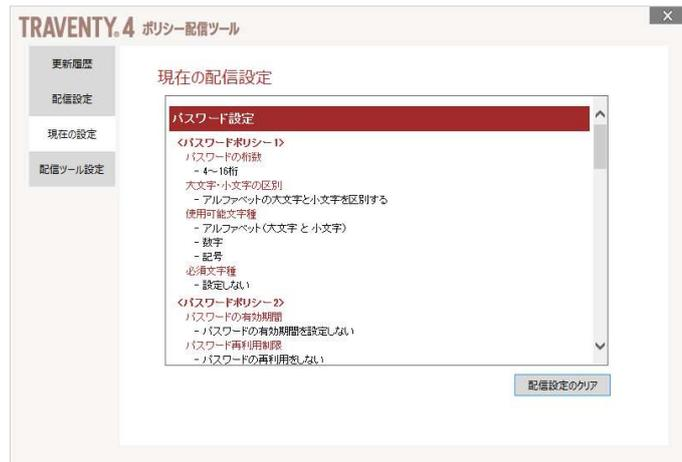 TRAVENTY. 4 ポリシー配信ツール
更新履歴
配信設定
現在の設定
配信ツール設定
現在の配信設定
パスワード設定
<パスワードポリシー1>
パスワードの桁数
- 4～16桁
大文字・小文字の区別
- アルファベットの大文字と小文字を区別する
使用可能文字種
- アルファベット(大文字 と 小文字)
- 数字
- 記号
必須文字種
- 設定しない
<パスワードポリシー2>
パスワードの有効期間
- パスワードの有効期間を設定しない
パスワード再利用制限
- パスワードの再利用をしない
配信設定のクリア